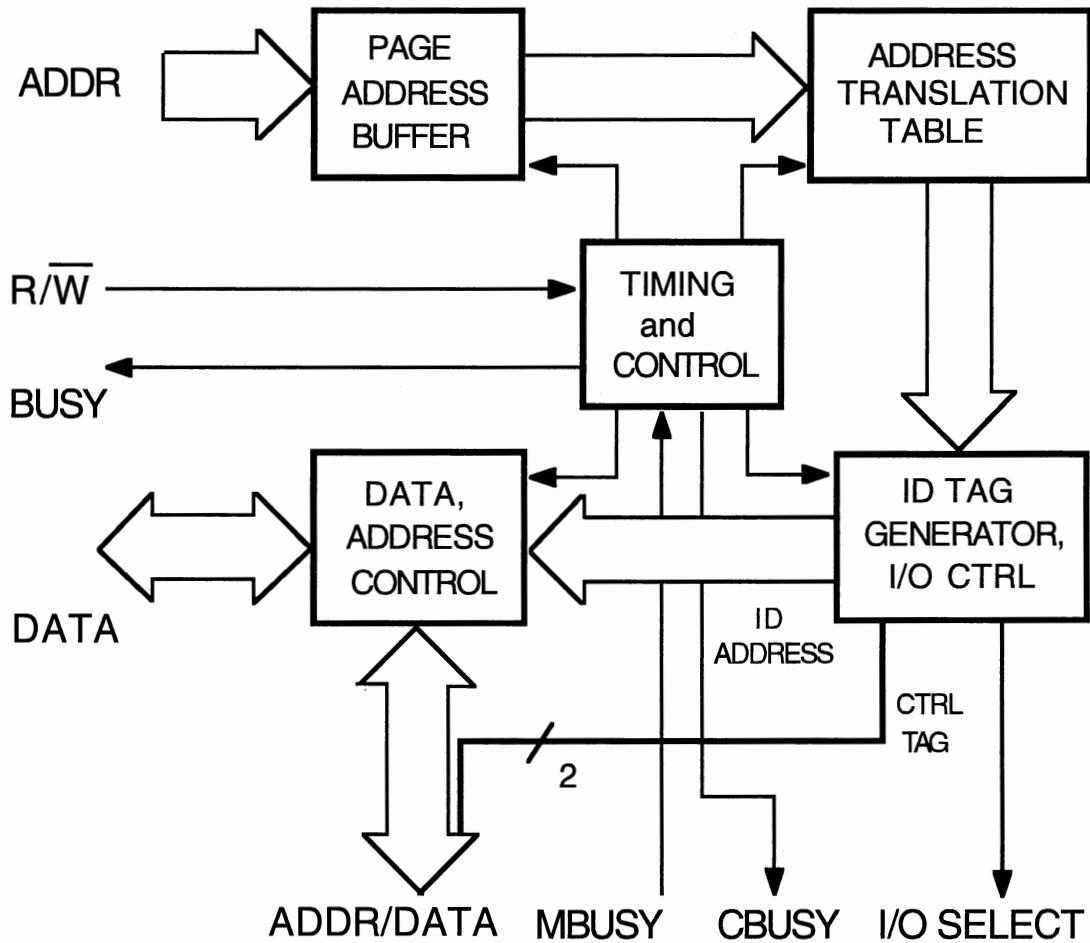 ADDR
PAGE
ADDRESS
BUFFER
ADDRESS
TRANSLATION
TABLE
R/W̅
BUSY
TIMING
and
CONTROL
DATA
DATA,
ADDRESS
CONTROL
ID TAG
GENERATOR,
I/O CTRL
ID
ADDRESS
CTRL
TAG
2
ADDR/DATA
MBUSY
CBUSY
I/O SELECT